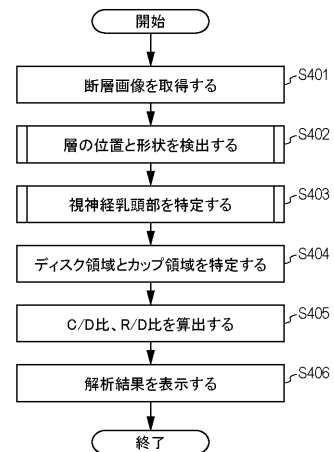 開始
断層画像を取得する S401
層の位置と形状を検出する S402
視神経乳頭部を特定する S403
ディスク領域とカップ領域を特定する S404
C/D比、R/D比を算出する S405
解析結果を表示する S406
終了